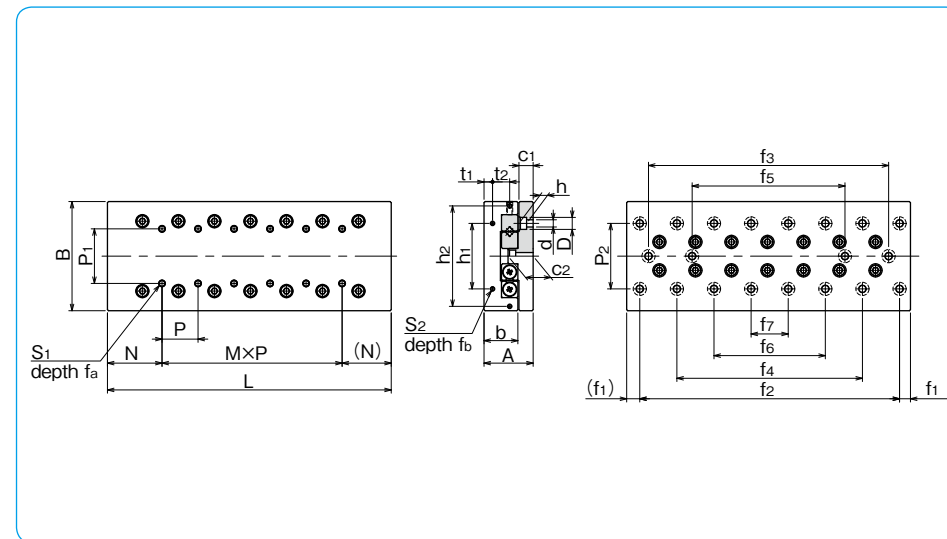 B
P1
S1
depth fa
P
N
M×P
(N)
L
c1
t1
t2
h
h2
h1
d
D
c2
S2
depth fb
b
A
f3
f5
P2
f7
f6
f4
(f1)
f2
f1